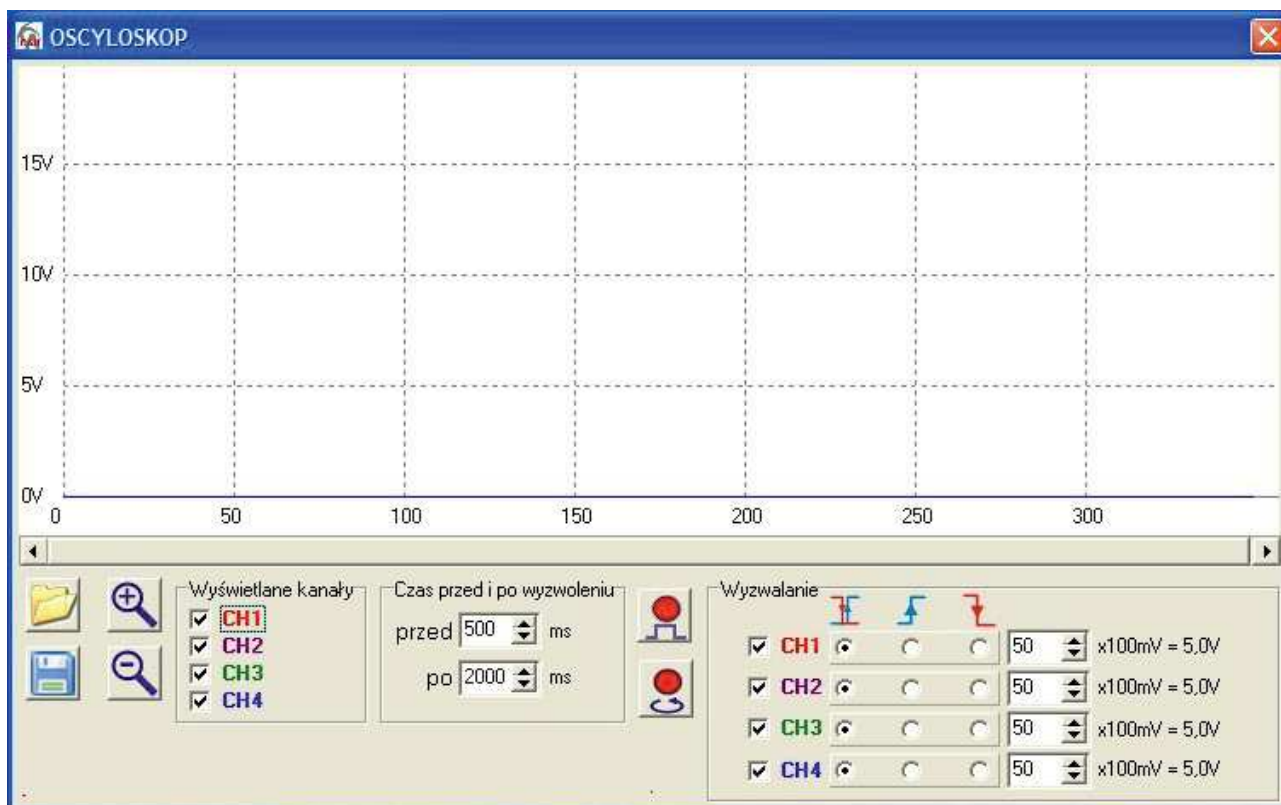 OSCYLOSKOP
15V
10V
5V
0V
0 50 100 150 200 250 300
Wyświetlane kanały
CH1
CH2
CH3
CH4
Czas przed i po wyzwoleniu
przed 500 ms
po 2000 ms
Wyzwalanie
CH1 50 x100mV = 5,0V
CH2 50 x100mV = 5,0V
CH3 50 x100mV = 5,0V
CH4 50 x100mV = 5,0V